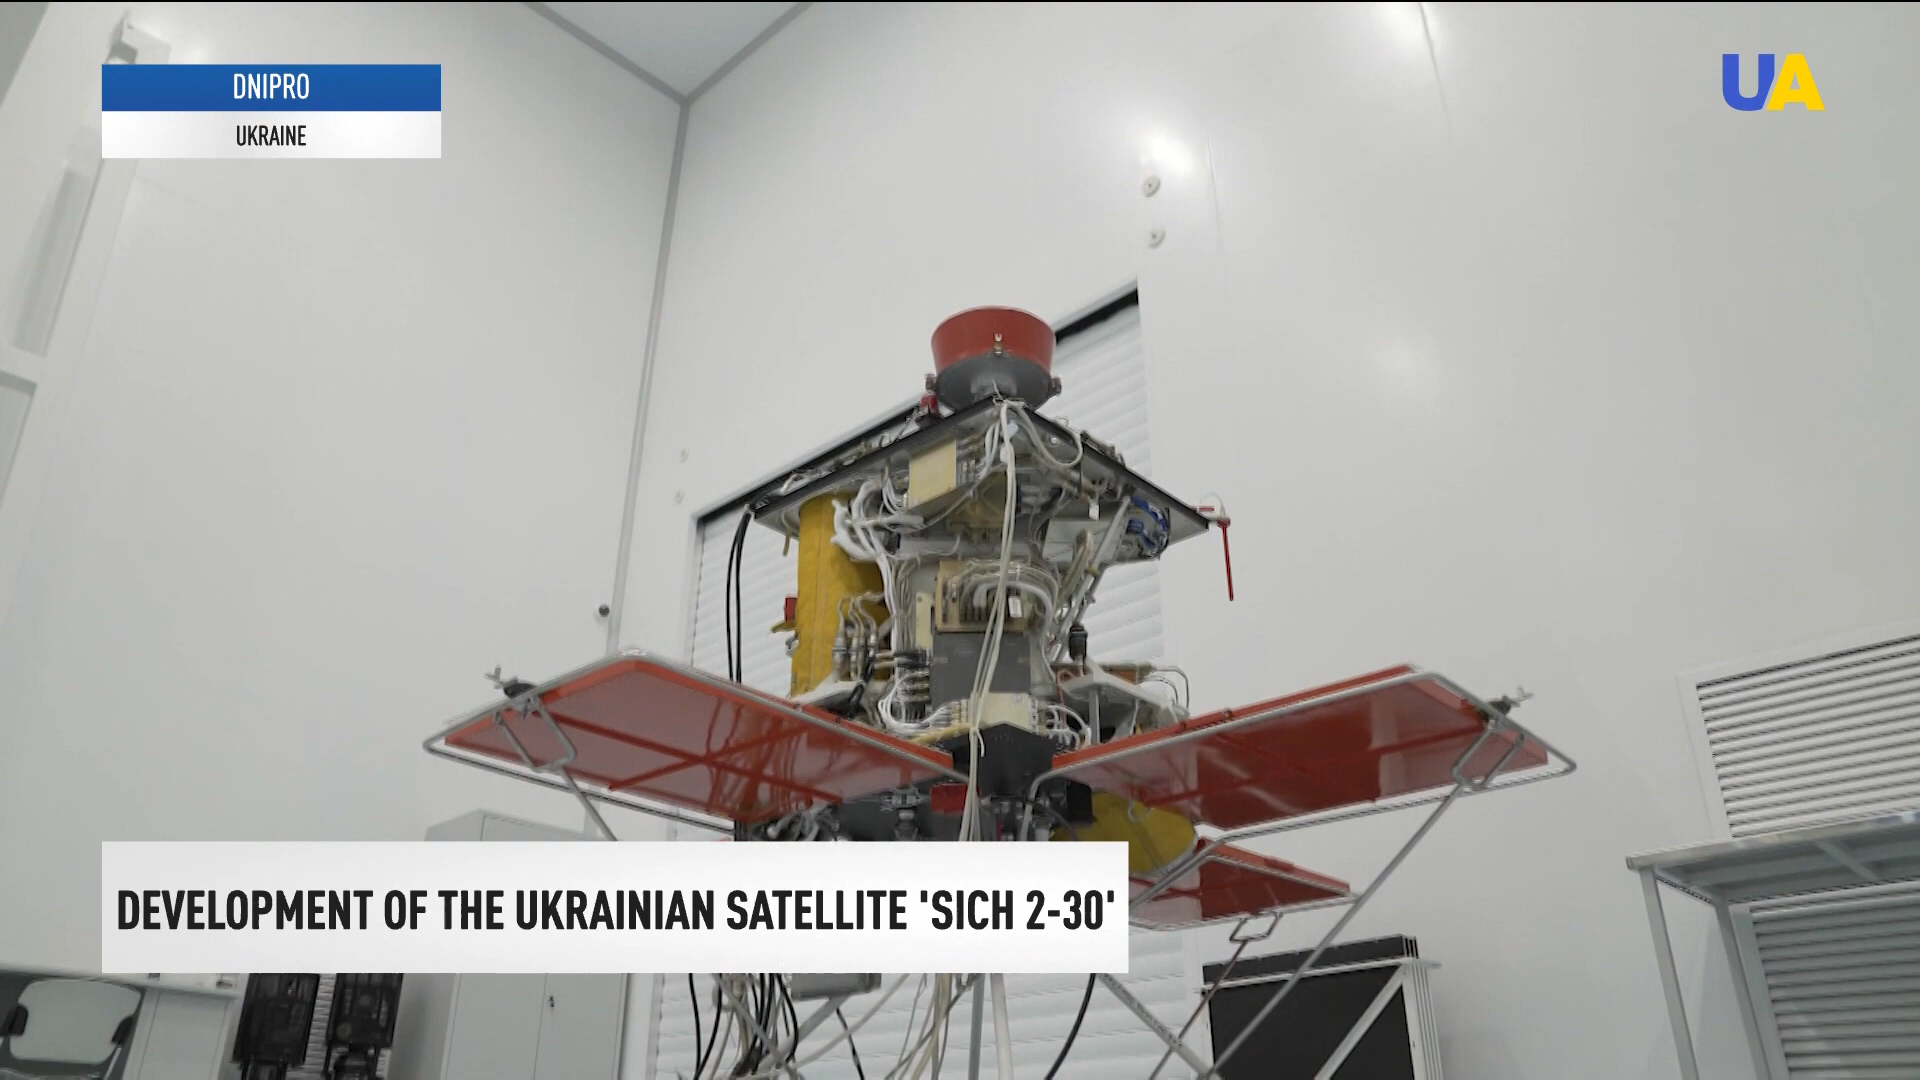 DNIPRO
UKRAINE
UA
DEVELOPMENT OF THE UKRAINIAN SATELLITE 'SICH 2-30'